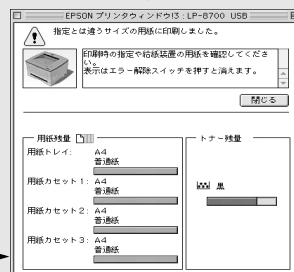 EPSON プリンタウィンドウ!3 : LP-8700 USB
指定とは違うサイズの用紙に印刷しました。
印刷時の指定や給紙装置の用紙を確認してくださ
い。
表示はエラー解除スイッチを押すと消えます。
閉じる
用紙残量
用紙トレイ: A4
普通紙
用紙カセット1: A4
普通紙
用紙カセット2: A4
普通紙
用紙カセット3: A4
普通紙
トナー残量
黒